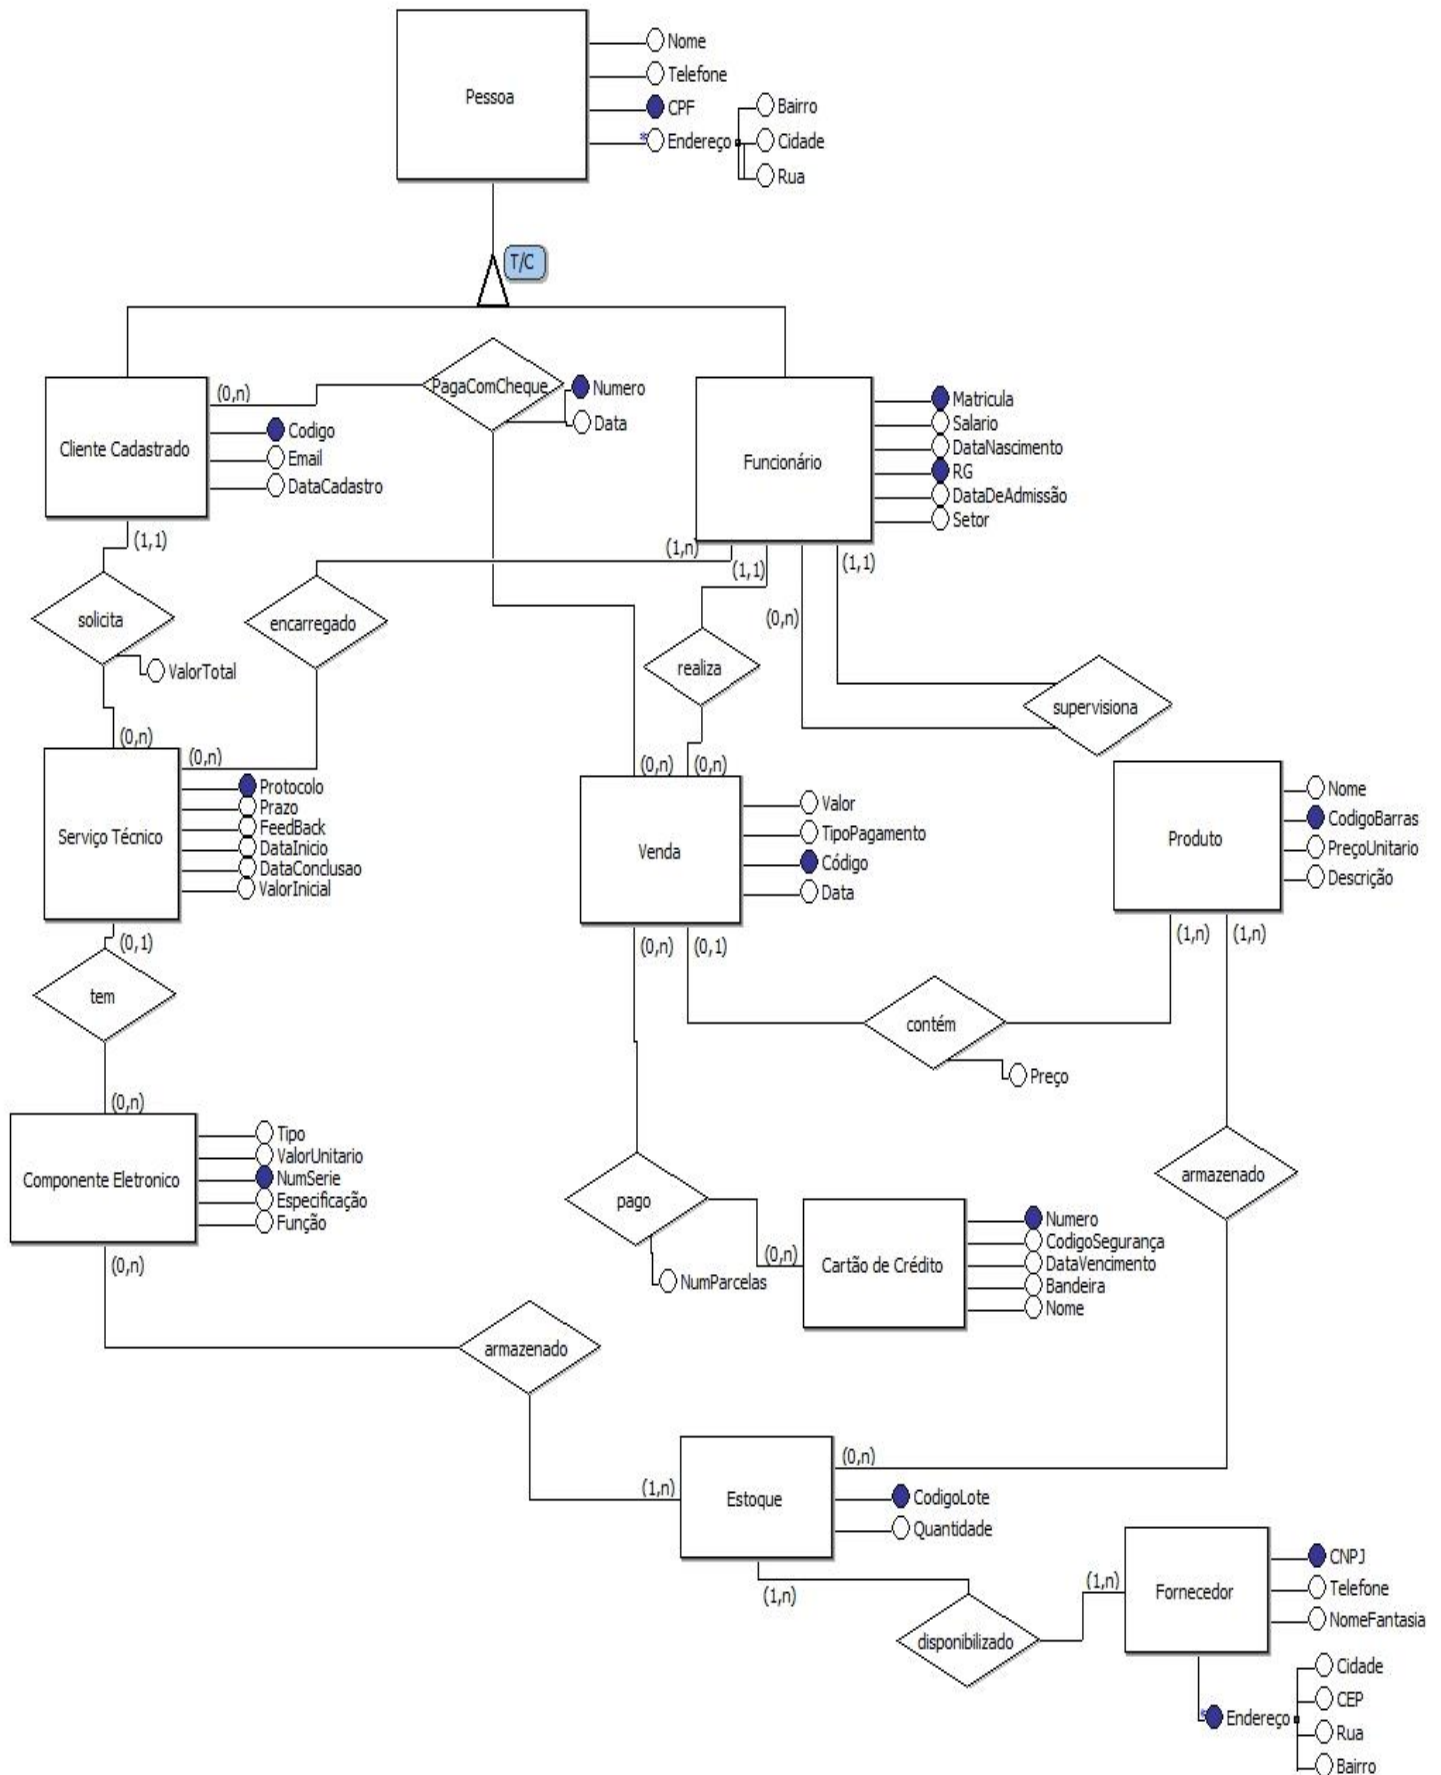 Pessoa
Nome
Telefone
CPF
*Endereço
Bairro
Cidade
Rua
T/C
Cliente Cadastrado
(0,n)
Codigo
Email
DataCadastro
(1,1)
PagaComCheque
Numero
Data
Funcionário
Matricula
Salario
DataNascimento
RG
DataDeAdmissão
Setor
(1,n)
(1,1)
(0,n)
(1,1)
solicita
ValorTotal
(0,n)
encarregado
(0,n)
realiza
supervisiona
Serviço Técnico
Protocolo
Prazo
FeedBack
DataInicio
DataConclusao
ValorInicial
(0,1)
(0,n)
(0,n)
Venda
Valor
TipoPagamento
Código
Data
(0,n)
(0,1)
Produto
Nome
CodigoBarras
PreçoUnitario
Descrição
(1,n)
(1,n)
tem
(0,n)
contém
Preço
Componente Eletronico
Tipo
ValorUnitario
NumSerie
Especificação
Função
(0,n)
pago
NumParcelas
(0,n)
Cartão de Crédito
Numero
CodigoSegurança
DataVencimento
Bandeira
Nome
armazenado
armazenado
(1,n)
Estoque
(0,n)
CodigoLote
Quantidade
(1,n)
disponibilizado
(1,n)
Fornecedor
CNPJ
Telefone
NomeFantasia
*Endereço
Cidade
CEP
Rua
Bairro